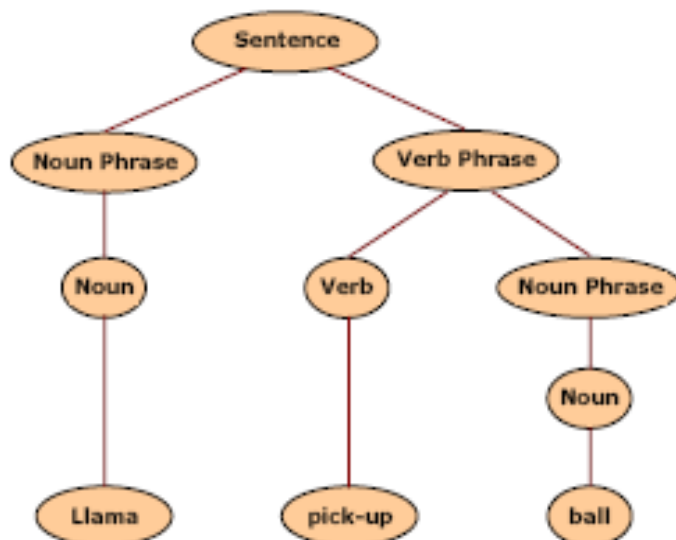 Sentence
Noun Phrase
Verb Phrase
Noun
Verb
Noun Phrase
Noun
Llama
pick-up
ball